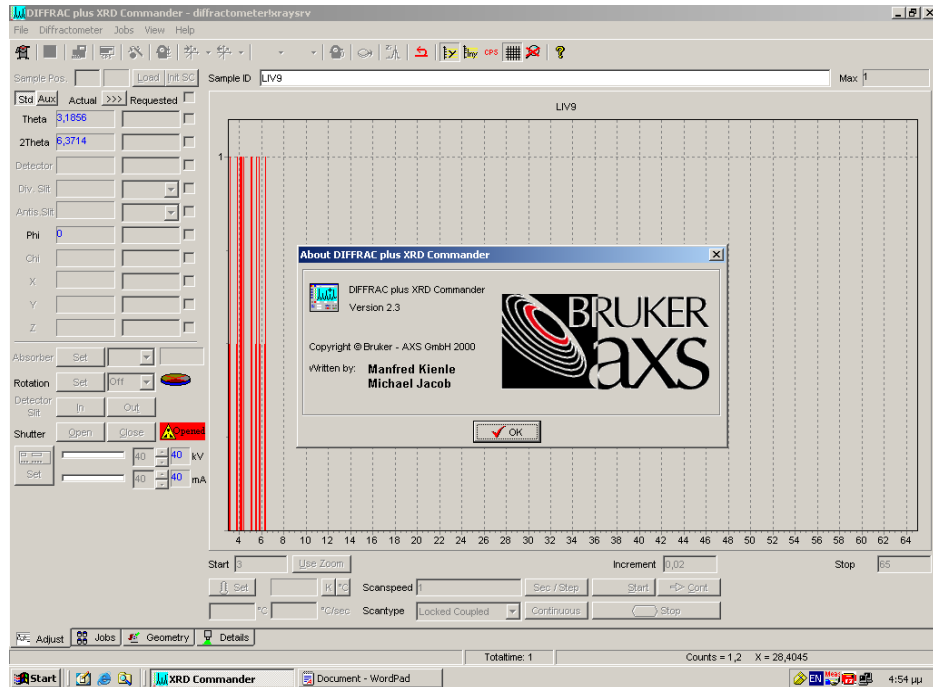 DIFFRAC plus XRD Commander - diffractometer!xraysrv
File Diffractometer Jobs View Help
CPS
Sample Pos. Load Init SC Sample ID LIV9 Max 1
Std Aux Actual >>> Requested
LIV9
Theta 3,1856
2Theta 6,3714
Detector
Div. Slit
Antis.Slit
Phi 0
Chi
X
Y
Z
1
About DIFFRAC plus XRD Commander
DIFFRAC plus XRD Commander
Version 2.3
Copyright © Bruker - AXS GmbH 2000
Written by: Manfred Kienle
Michael Jacob
BRUKER
axs
OK
Absorber Set
Rotation Set Off
Detector Slit In Out
Shutter Open Close Opened
40 40 kV
Set 40 40 mA
4 6 8 10 12 14 16 18 20 22 24 26 28 30 32 34 36 38 40 42 44 46 48 50 52 54 56 58 60 62 64
Start 3 Use Zoom Increment 0,02 Stop 65
Set K °C Scanspeed 1 Sec / Step Start Cont
°C °C/sec Scantype Locked Coupled Continuous Stop
Adjust Jobs Geometry Details
Totaltime: 1 Counts = 1,2 X = 28,4045
Start XRD Commander Document - WordPad EN 4:54 μμ